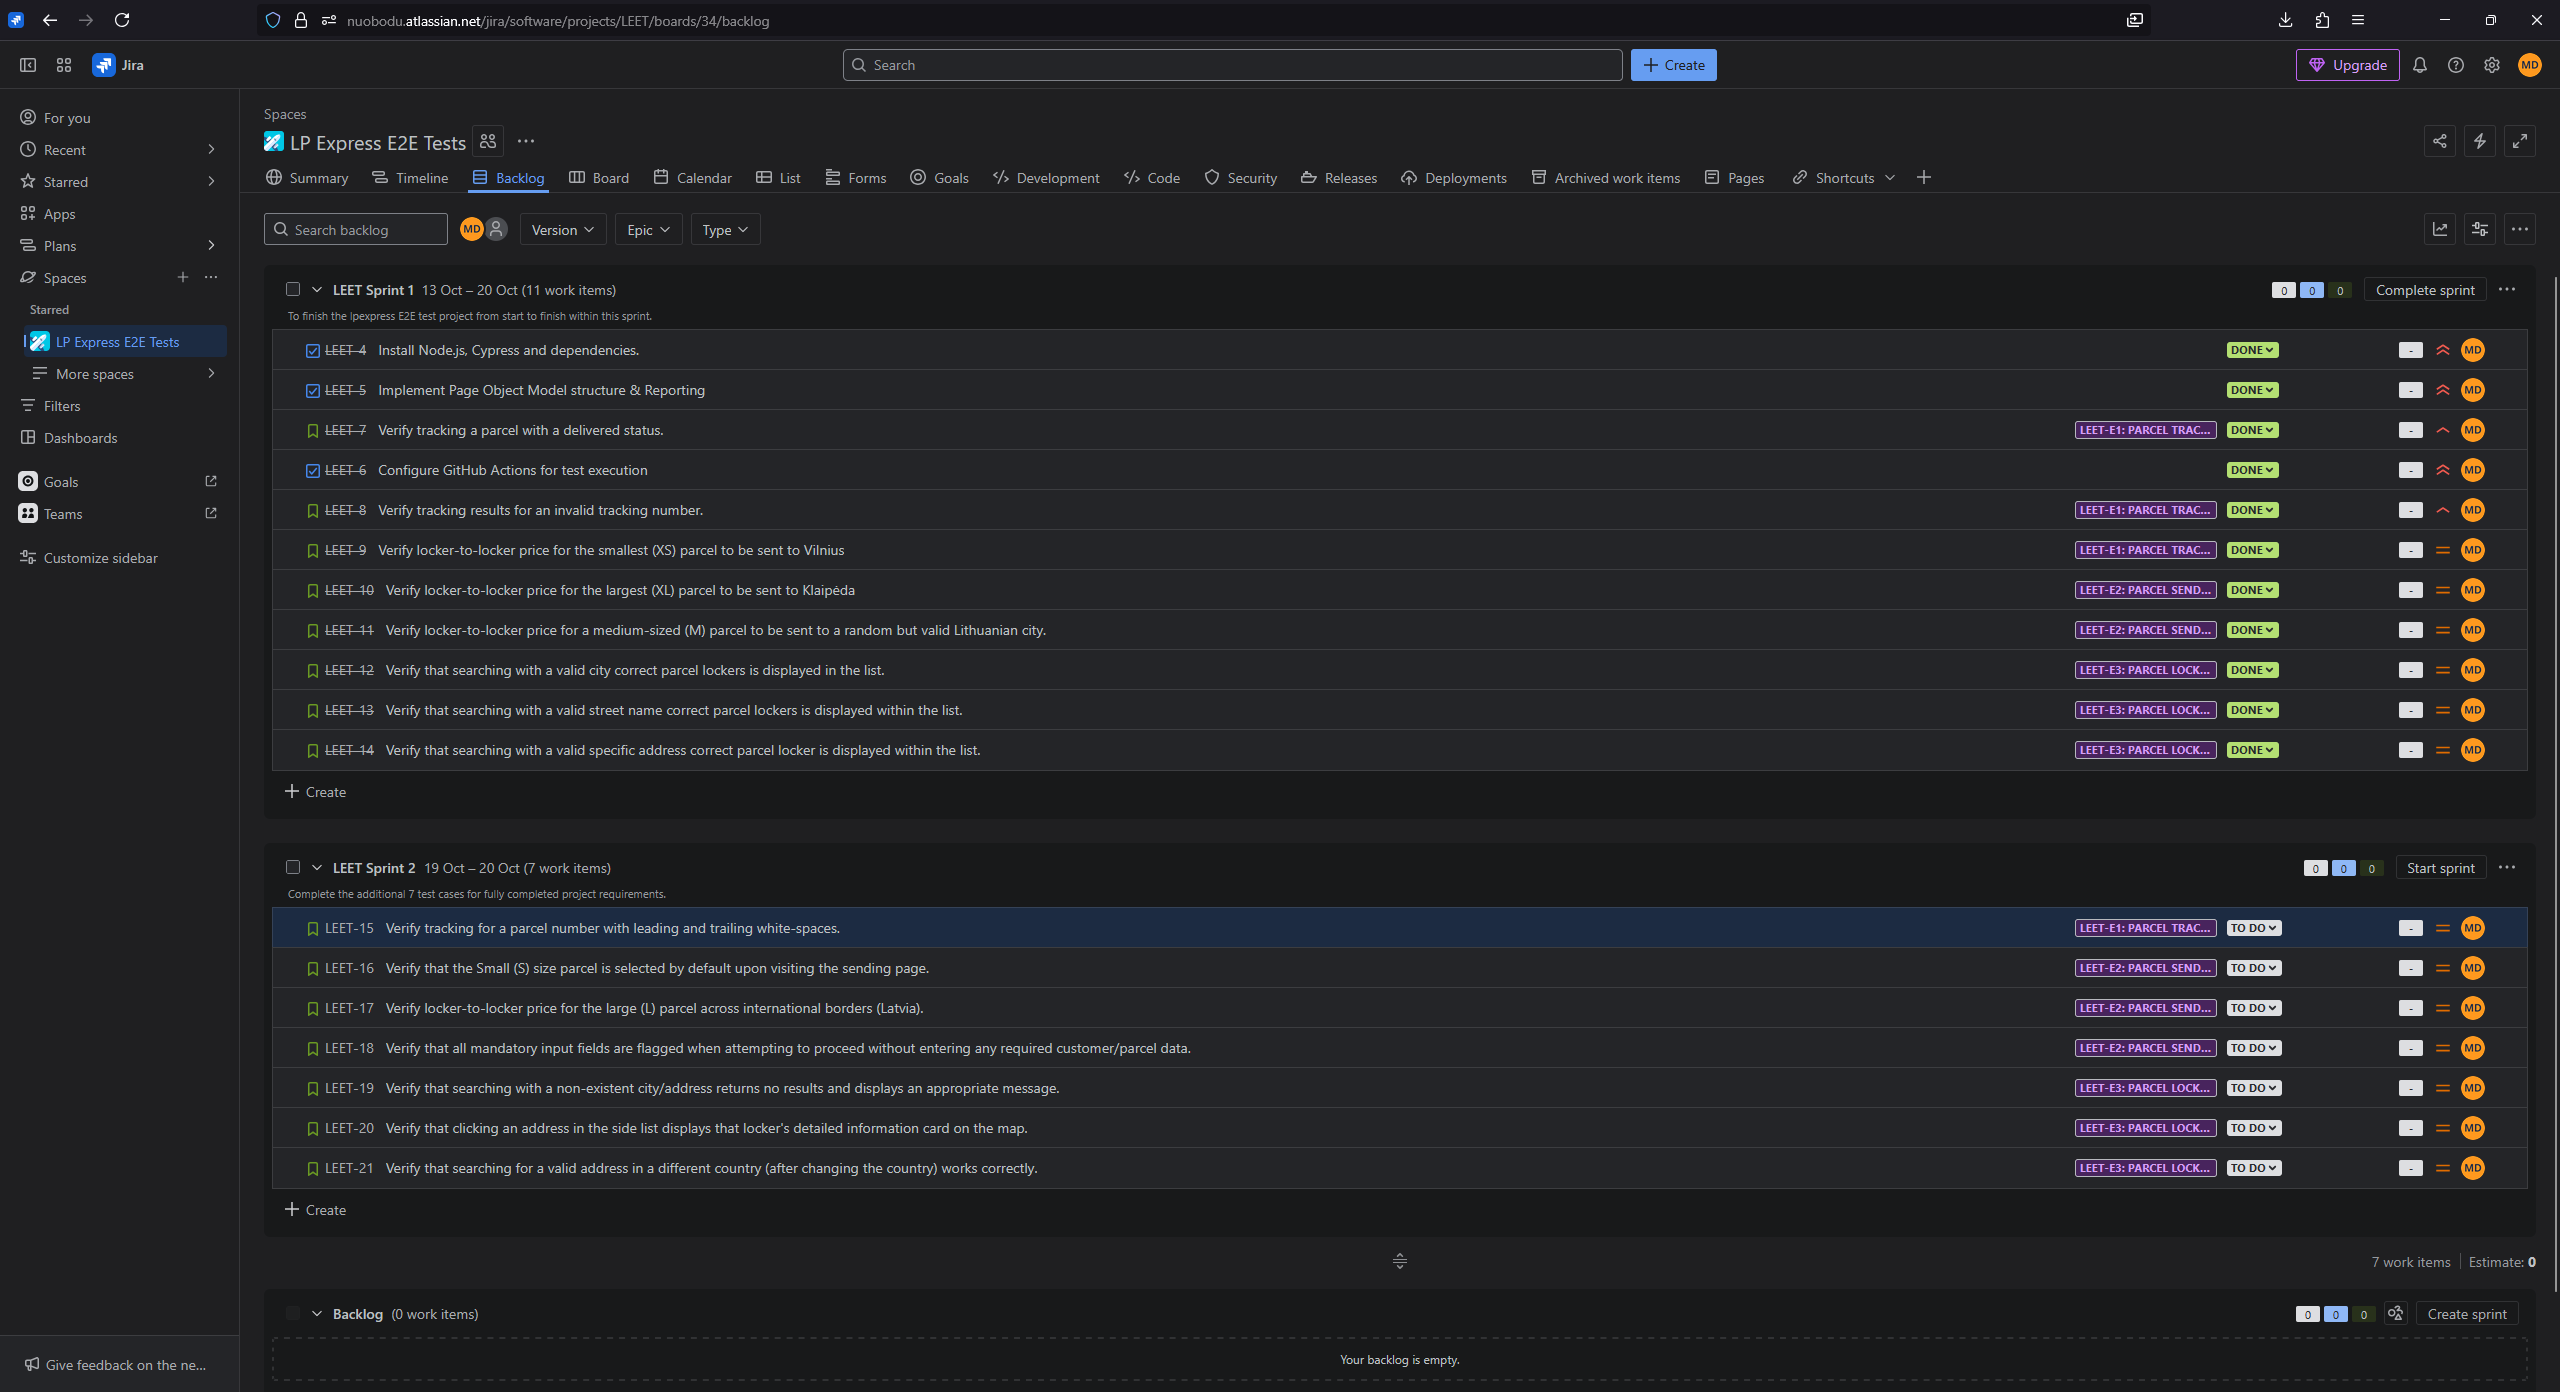 nuobodu.atlassian.net/jira/software/projects/LEET/boards/34/backlog
Jira
Search
Create
Upgrade
MD
For you
Recent
Starred
Apps
Plans
Spaces
Starred
LP Express E2E Tests
More spaces
Filters
Dashboards
Goals
Teams
Customize sidebar
Give feedback on the ne...
Spaces
LP Express E2E Tests
Summary Timeline Backlog Board Calendar List Forms Goals Development Code Security Releases Deployments Archived work items Pages Shortcuts
Search backlog MD Version Epic Type
LEET Sprint 1 13 Oct – 20 Oct (11 work items) 0 0 0 Complete sprint
To finish the lpexpress E2E test project from start to finish within this sprint.
LEET-4 Install Node.js, Cypress and dependencies. DONE - MD
LEET-5 Implement Page Object Model structure & Reporting DONE - MD
LEET-7 Verify tracking a parcel with a delivered status. LEET-E1: PARCEL TRAC... DONE - MD
LEET-6 Configure GitHub Actions for test execution DONE - MD
LEET-8 Verify tracking results for an invalid tracking number. LEET-E1: PARCEL TRAC... DONE - MD
LEET-9 Verify locker-to-locker price for the smallest (XS) parcel to be sent to Vilnius LEET-E1: PARCEL TRAC... DONE - MD
LEET-10 Verify locker-to-locker price for the largest (XL) parcel to be sent to Klaipėda LEET-E2: PARCEL SEND... DONE - MD
LEET-11 Verify locker-to-locker price for a medium-sized (M) parcel to be sent to a random but valid Lithuanian city. LEET-E2: PARCEL SEND... DONE - MD
LEET-12 Verify that searching with a valid city correct parcel lockers is displayed in the list. LEET-E3: PARCEL LOCK... DONE - MD
LEET-13 Verify that searching with a valid street name correct parcel lockers is displayed within the list. LEET-E3: PARCEL LOCK... DONE - MD
LEET-14 Verify that searching with a valid specific address correct parcel locker is displayed within the list. LEET-E3: PARCEL LOCK... DONE - MD
Create
LEET Sprint 2 19 Oct – 20 Oct (7 work items) 0 0 0 Start sprint
Complete the additional 7 test cases for fully completed project requirements.
LEET-15 Verify tracking for a parcel number with leading and trailing white-spaces. LEET-E1: PARCEL TRAC... TO DO - MD
LEET-16 Verify that the Small (S) size parcel is selected by default upon visiting the sending page. LEET-E2: PARCEL SEND... TO DO - MD
LEET-17 Verify locker-to-locker price for the large (L) parcel across international borders (Latvia). LEET-E2: PARCEL SEND... TO DO - MD
LEET-18 Verify that all mandatory input fields are flagged when attempting to proceed without entering any required customer/parcel data. LEET-E2: PARCEL SEND... TO DO - MD
LEET-19 Verify that searching with a non-existent city/address returns no results and displays an appropriate message. LEET-E3: PARCEL LOCK... TO DO - MD
LEET-20 Verify that clicking an address in the side list displays that locker's detailed information card on the map. LEET-E3: PARCEL LOCK... TO DO - MD
LEET-21 Verify that searching for a valid address in a different country (after changing the country) works correctly. LEET-E3: PARCEL LOCK... TO DO - MD
Create
7 work items Estimate: 0
Backlog (0 work items) 0 0 0 Create sprint
Your backlog is empty.